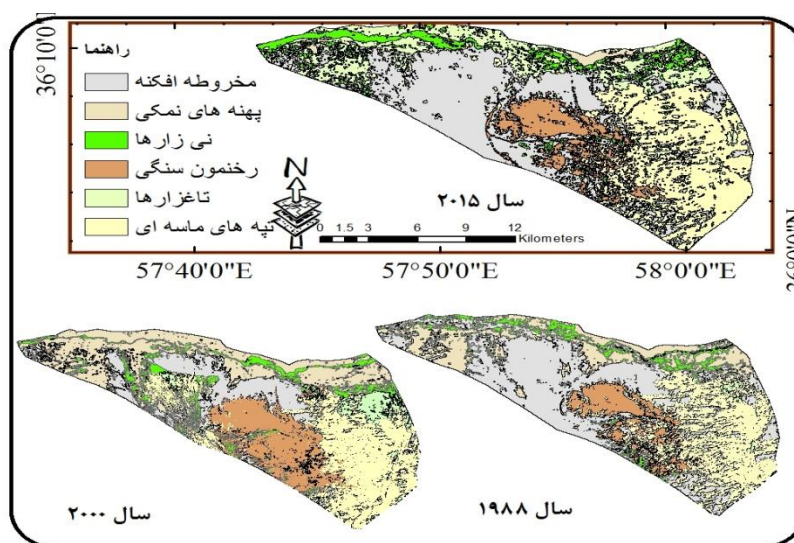 راهنما
مخروطه افکنه
پهنه های نمکی
نی زارها
رخنمون سنگی
تاغزارها
تپه های ماسه ای
36°10'0"N
N
سال ۲۰۱۵
0 1.5 3 6 9 12
Kilometers
57°40'0"E 57°50'0"E 58°0'0"E
36°0'0"N
سال ۲۰۰۰
سال ۱۹۸۸